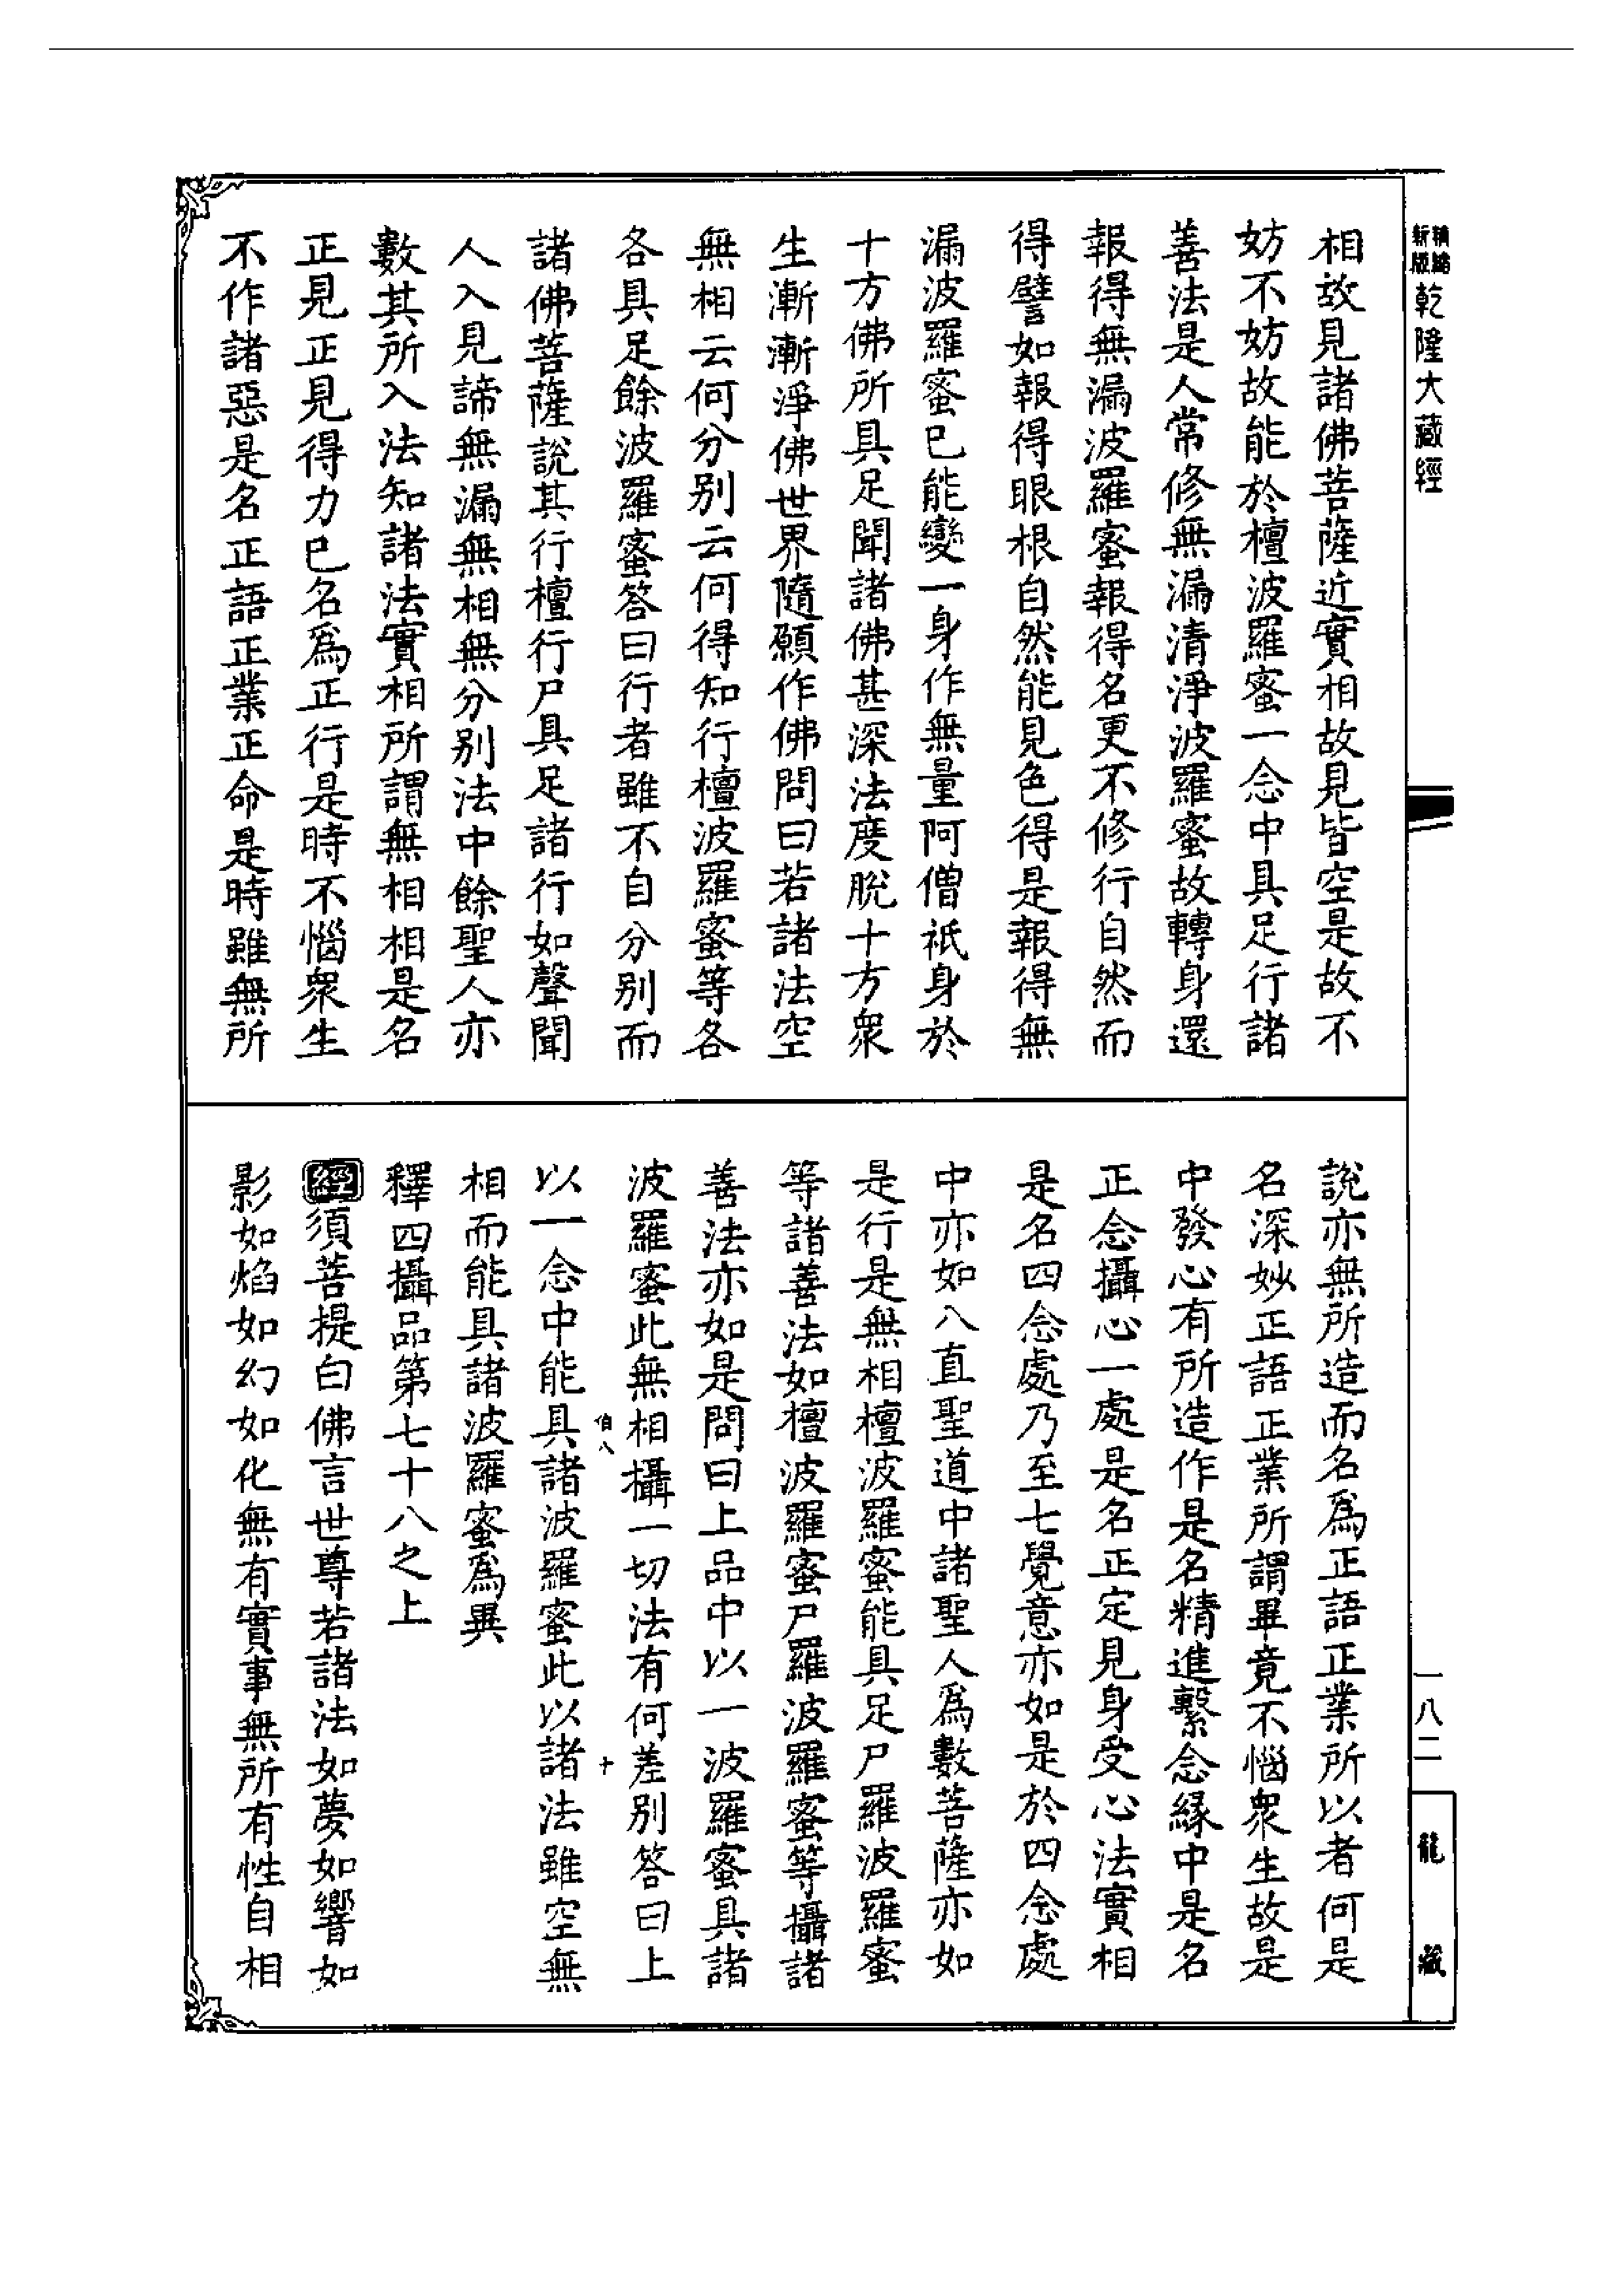 精縮新版乾隆大藏經
相故見諸佛菩薩近實相故見皆空是故不
妨不妨故能於檀波羅蜜一念中具足行諸
善法是人常修無漏清淨波羅蜜故轉身還
報得無漏波羅蜜報得名更不修行自然而
得譬如報得眼根自然能見色得是報得無
漏波羅蜜已能變一身作無量阿僧祇身於
十方佛所具足聞諸佛甚深法度脫十方衆
生漸漸淨佛世界隨願作佛問曰若諸法空
無相云何分別云何得知行檀波羅蜜等各
各具足餘波羅蜜答曰行者雖不自分別而
諸佛菩薩說其行檀行尸具足諸行如聲聞
人入見諦無漏無相無分別法中餘聖人亦
數其所入法知諸法實相所謂無相相是名
正見正見得力已名爲正行是時不惱衆生
不作諸惡是名正語正業正命是時雖無所
說亦無所造而名爲正語正業所以者何是
名深妙正語正業所謂畢竟不惱衆生故是
中發心有所造作是名精進繫念緣中是名
正念攝心一處是名正定見身受心法實相
是名四念處乃至七覺意亦如是於四念處
中亦如八直聖道中諸聖人爲數菩薩亦如
是行是無相檀波羅蜜能具足尸羅波羅蜜
等諸善法如檀波羅蜜尸羅波羅蜜等攝諸
善法亦如是問曰上品中以一波羅蜜具諸
波羅蜜此無相攝一切法有何差別答曰上
伯八 十
以一念中能具諸波羅蜜此以諸法雖空無
相而能具諸波羅蜜爲異
釋四攝品第七十八之上
經須菩提白佛言世尊若諸法如夢如響如
影如焰如幻如化無有實事無所有性自相
一八二
龍藏